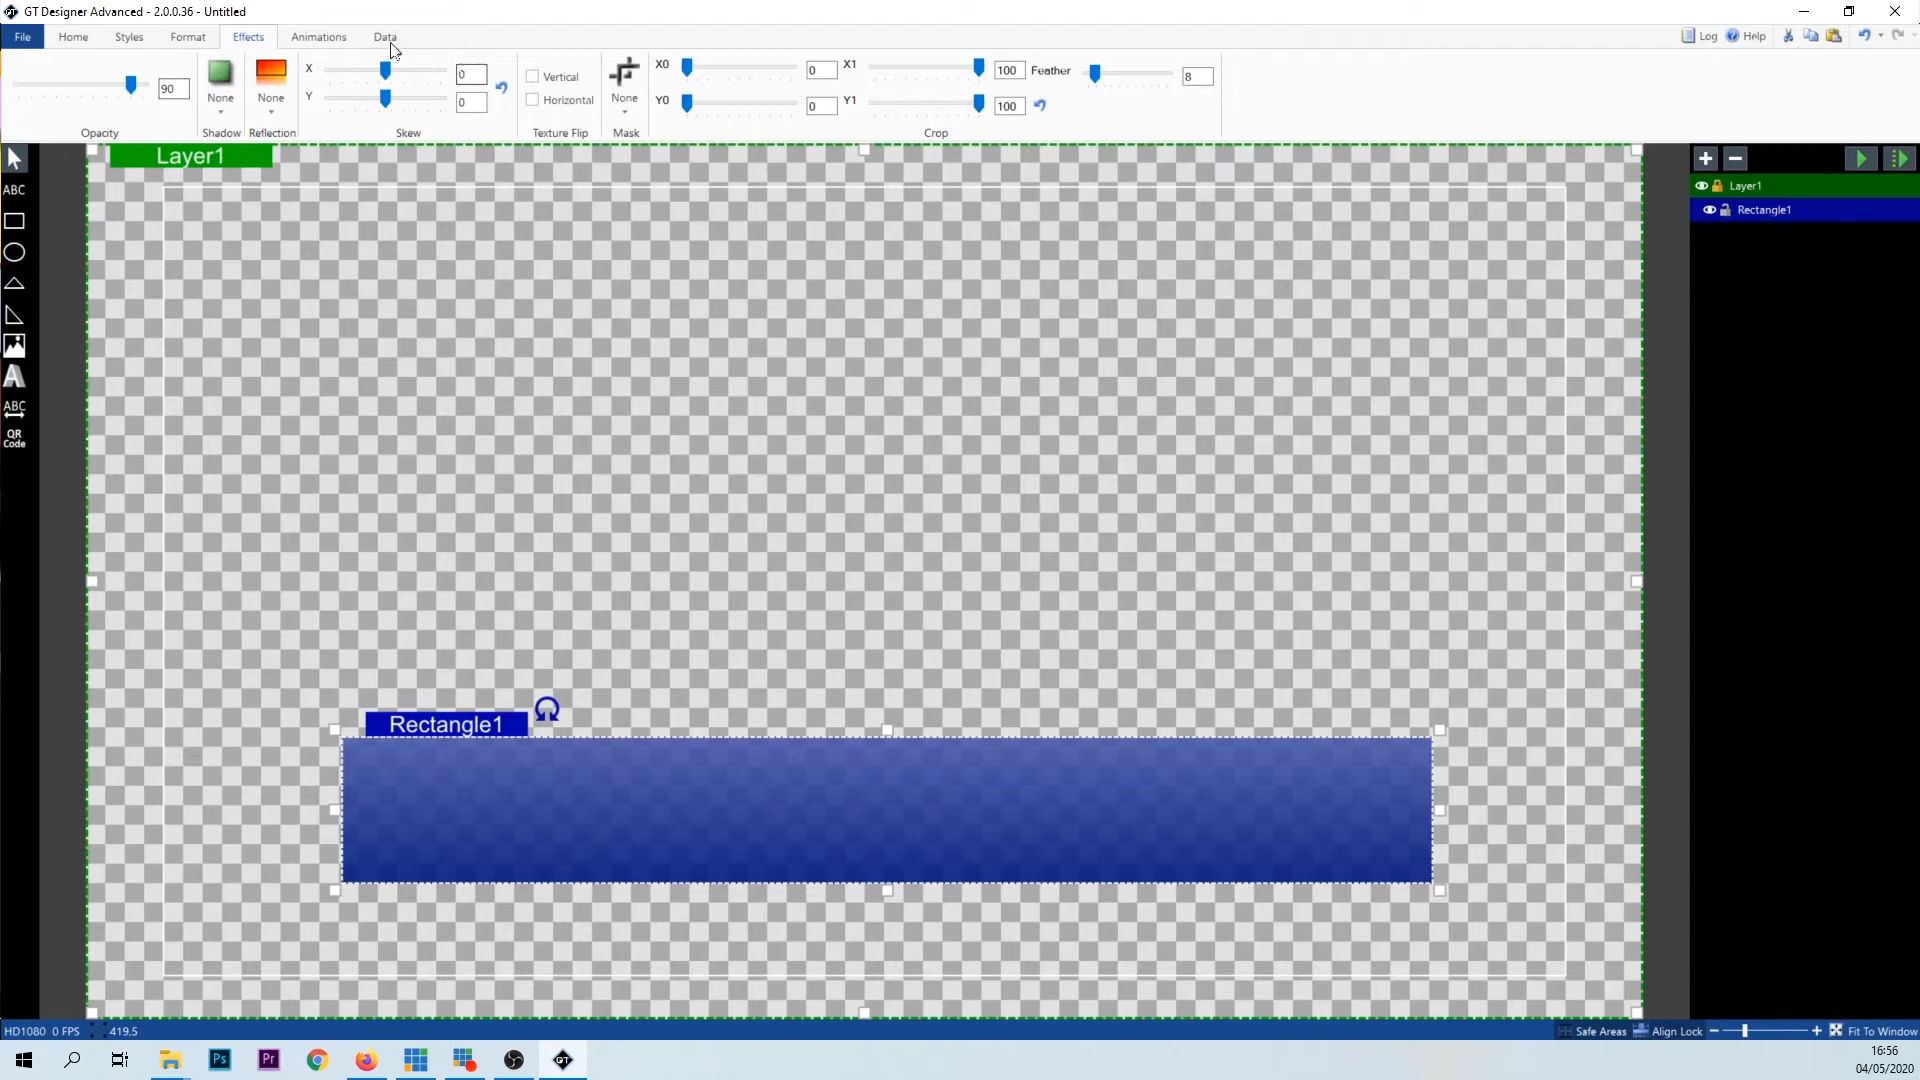 GT Designer Advanced - 2.0.0.36 - Untitled
File Home Styles Format Effects Animations Data Log Help
90 None None X 0 Y 0 Vertical Horizontal None X0 0 X1 100 Feather 8
Y0 0 Y1 100
Opacity Shadow Reflection Skew Texture Flip Mask Crop
Layer1
ABC
ABC
QR
Code
Layer1
Rectangle1
Rectangle1
HD1080 0 FPS 419,5 Safe Areas Align Lock Fit To Window
Ps Pr GT
16:56
04/05/2020